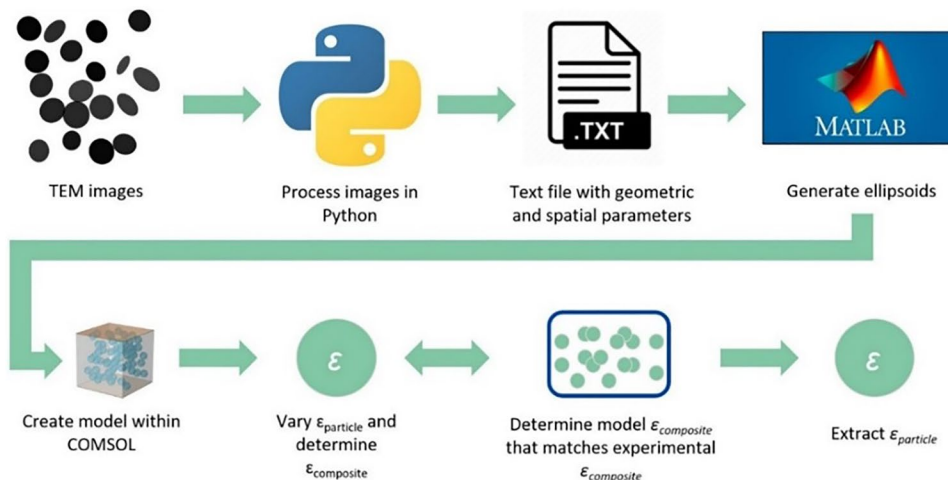 .TXT
MATLAB
TEM images
Process images in
Python
Text file with geometric
and spatial parameters
Generate ellipsoids
ε
ε
Create model within
COMSOL
Vary εparticle and
determine
εcomposite
Determine model εcomposite
that matches experimental
εcomposite
Extract εparticle